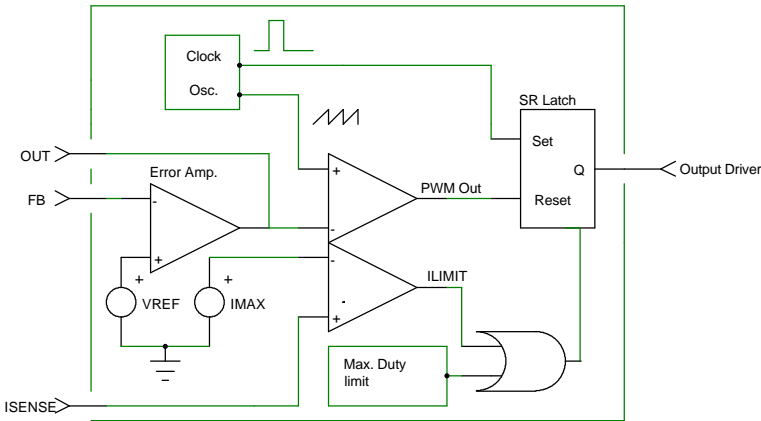 Clock
Osc.
SR Latch
OUT
Error Amp.
+
Set
Q
Output Driver
FB
-
PWM Out
Reset
-
+
-
+
+
ILIMIT
VREF
IMAX
+
Max. Duty
limit
ISENSE